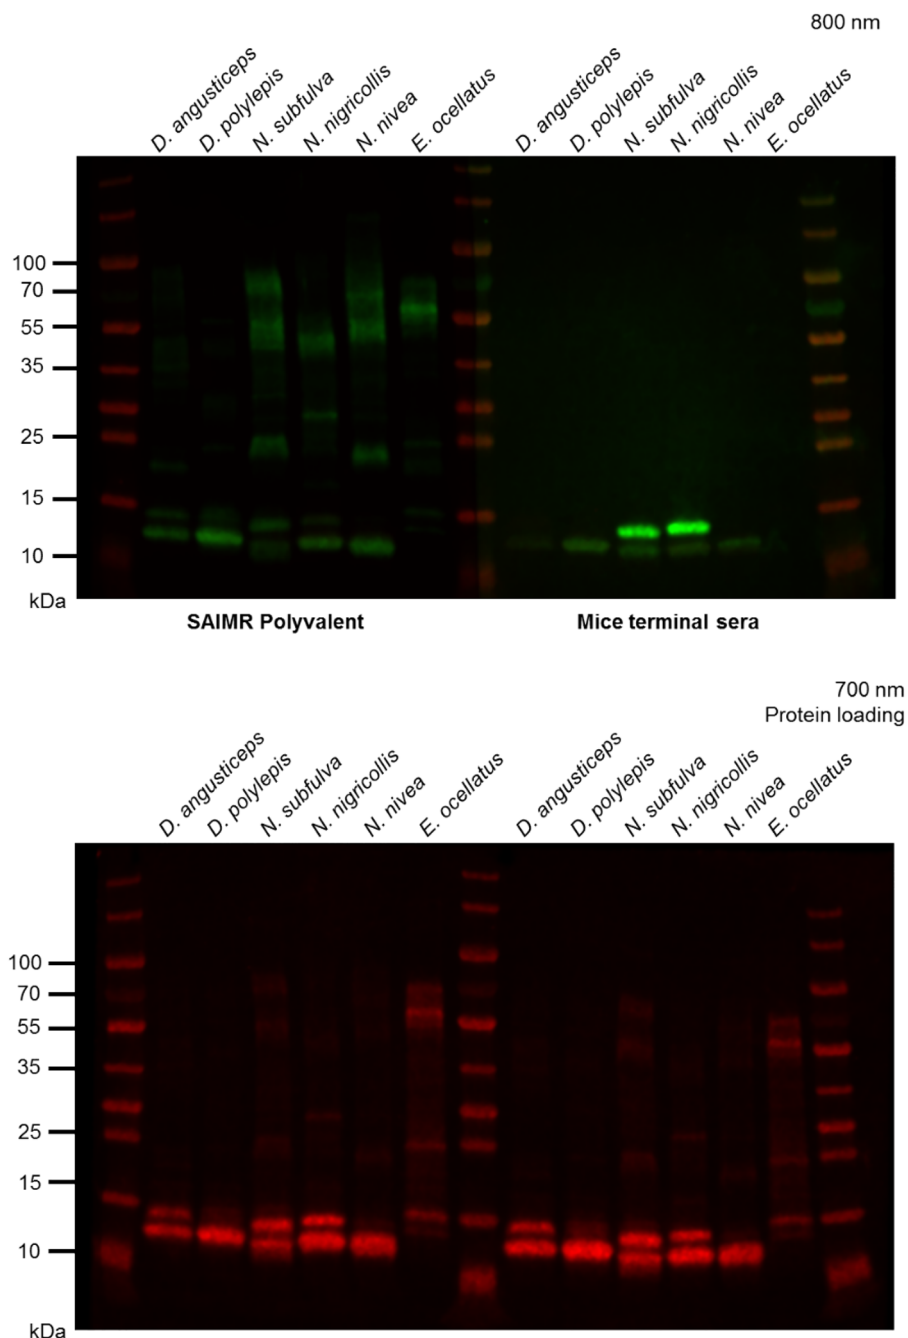 800 nm
D. angusticeps
D. polylepis
N. subfulva
N. nigricollis
N. nivea
E. ocellatus
D. angusticeps
D. polylepis
N. subfulva
N. nigricollis
N. nivea
E. ocellatus
100
70
55
35
25
15
10
kDa
SAIMR Polyvalent
Mice terminal sera
700 nm
Protein loading
D. angusticeps
D. polylepis
N. subfulva
N. nigricollis
N. nivea
E. ocellatus
D. angusticeps
D. polylepis
N. subfulva
N. nigricollis
N. nivea
E. ocellatus
100
70
55
35
25
15
10
kDa